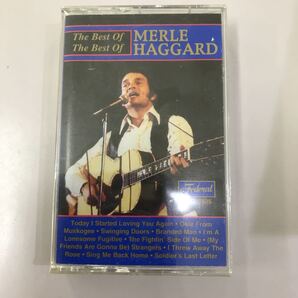 The Best Of
The Best Of
MERLE
HAGGARD
Federal
Today I Started Loving You Again • Okie From
Muskogee • Swinging Doors • Branded Man • I'm A
Lonesome Fugitive • The Fightin' Side Of Me • (My
Friends Are Gonna Be) Strangers • I Threw Away The
Rose • Sing Me Back Home • Soldier's Last Letter